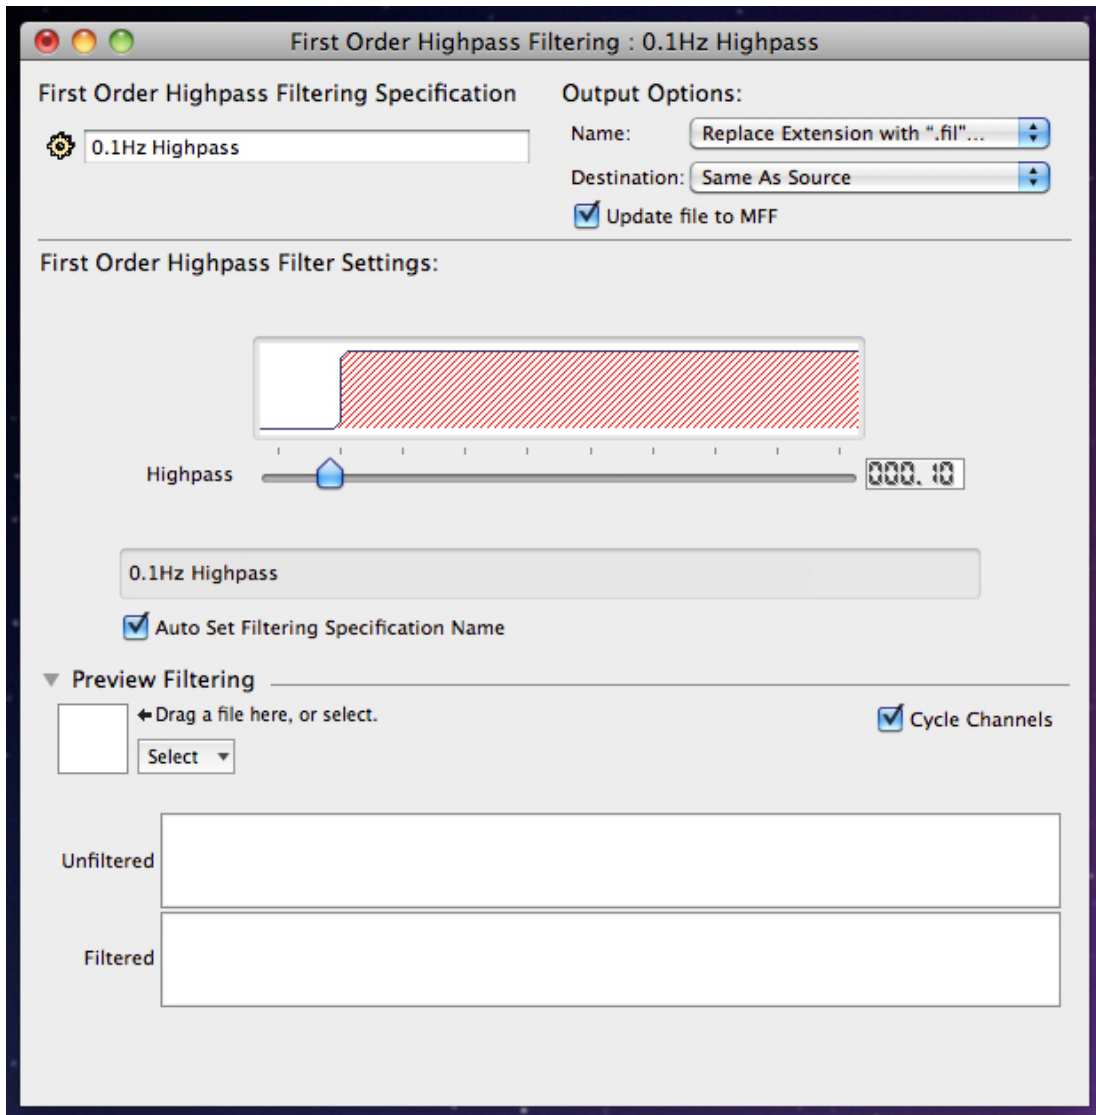 First Order Highpass Filtering : 0.1Hz Highpass
First Order Highpass Filtering Specification
0.1Hz Highpass
Output Options:
Name: Replace Extension with ".fil"...
Destination: Same As Source
Update file to MFF
First Order Highpass Filter Settings:
Highpass 000.10
0.1Hz Highpass
Auto Set Filtering Specification Name
Preview Filtering
Drag a file here, or select.
Select
Cycle Channels
Unfiltered
Filtered